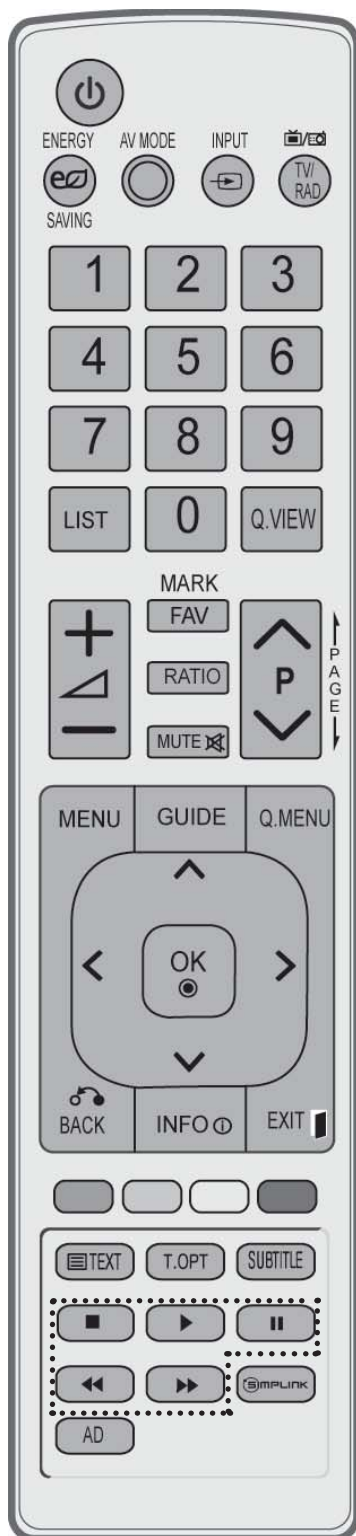 ENERGY AV MODE INPUT
TV/
RAD
SAVING
1 2 3
4 5 6
7 8 9
LIST 0 Q.VIEW
MARK
FAV
RATIO
P
PAGE
MUTE
MENU GUIDE Q.MENU
OK
BACK INFO EXIT
TEXT T.OPT SUBTITLE
SIMPLINK
AD